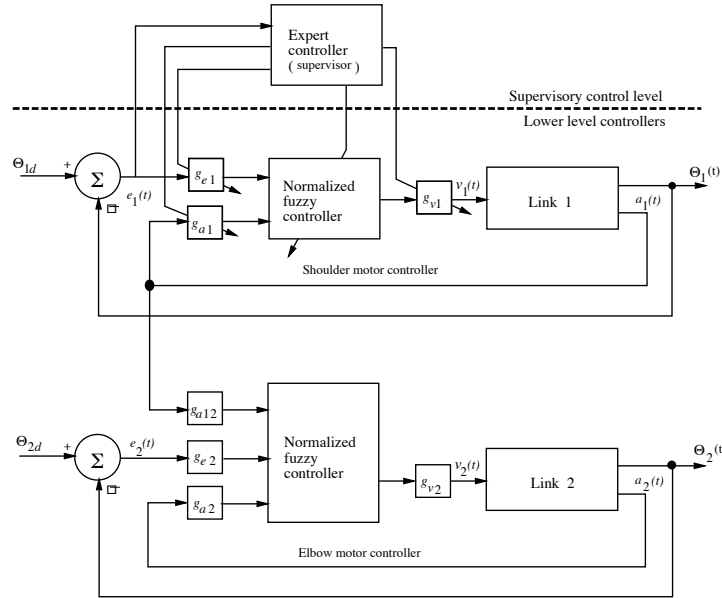 Expert
controller
( supervisor )
Supervisory control level
Lower level controllers
Θ1d
+
Σ
e1(t)
ge1
ga1
Normalized
fuzzy
controller
gv1
v1(t)
Link 1
Θ1(t)
a1(t)
Shoulder motor controller
ga12
Θ2d
+
Σ
e2(t)
ge2
ga2
Normalized
fuzzy
controller
gv2
v2(t)
Link 2
Θ2(t
a2(t)
Elbow motor controller